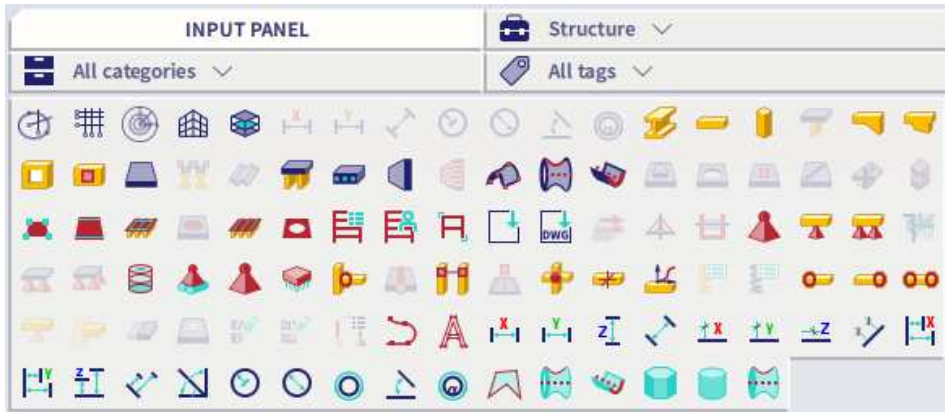 INPUT PANEL
Structure
All categories
All tags
X
Y
DWG
X
Y
Z
X
Y
Z
X
Y
Z
A
α